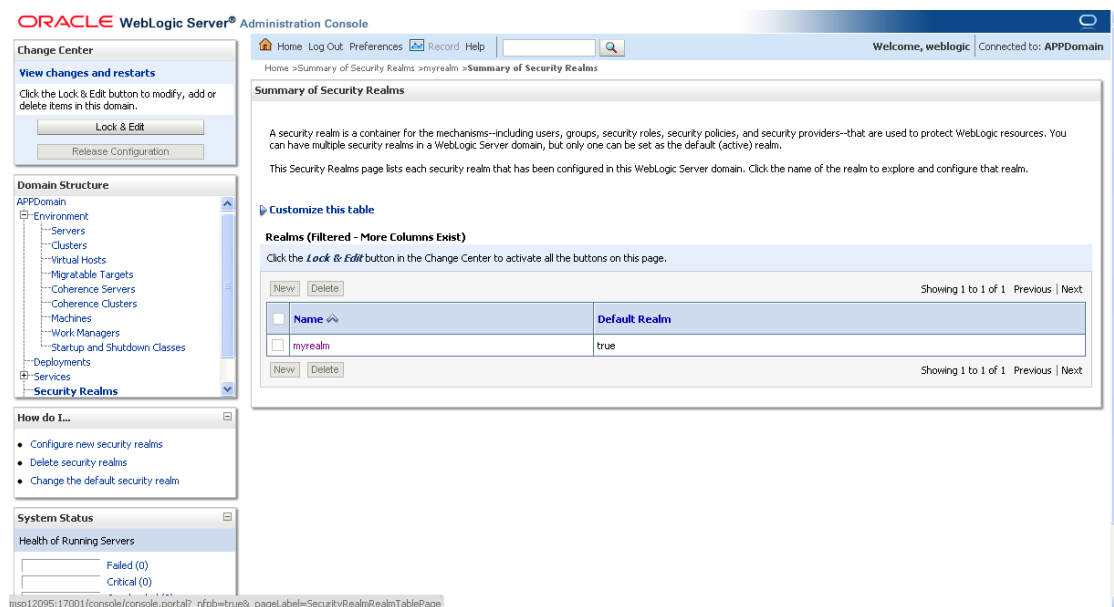 ORACLE WebLogic Server® Administration Console
Change Center
View changes and restarts
Click the Lock & Edit button to modify, add or
delete items in this domain.
Lock & Edit
Release Configuration
Domain Structure
APPDomain
Environment
Servers
Clusters
Virtual Hosts
Migratable Targets
Coherence Servers
Coherence Clusters
Machines
Work Managers
Startup and Shutdown Classes
Deployments
Services
Security Realms
How do I...
Configure new security realms
Delete security realms
Change the default security realm
System Status
Health of Running Servers
Failed (0)
Critical (0)
Home Log Out Preferences Record Help
Welcome, weblogic Connected to: APPDomain
Home >Summary of Security Realms >myrealm >Summary of Security Realms
Summary of Security Realms
A security realm is a container for the mechanisms--including users, groups, security roles, security policies, and security providers--that are used to protect WebLogic resources. You
can have multiple security realms in a WebLogic Server domain, but only one can be set as the default (active) realm.
This Security Realms page lists each security realm that has been configured in this WebLogic Server domain. Click the name of the realm to explore and configure that realm.
Customize this table
Realms (Filtered - More Columns Exist)
Click the Lock & Edit button in the Change Center to activate all the buttons on this page.
New Delete Showing 1 to 1 of 1 Previous | Next
Name Default Realm
myrealm true
New Delete Showing 1 to 1 of 1 Previous | Next
msp12095:17001/console/console.portal?_nfpb=true&_pageLabel=SecurityRealmRealmTablePage